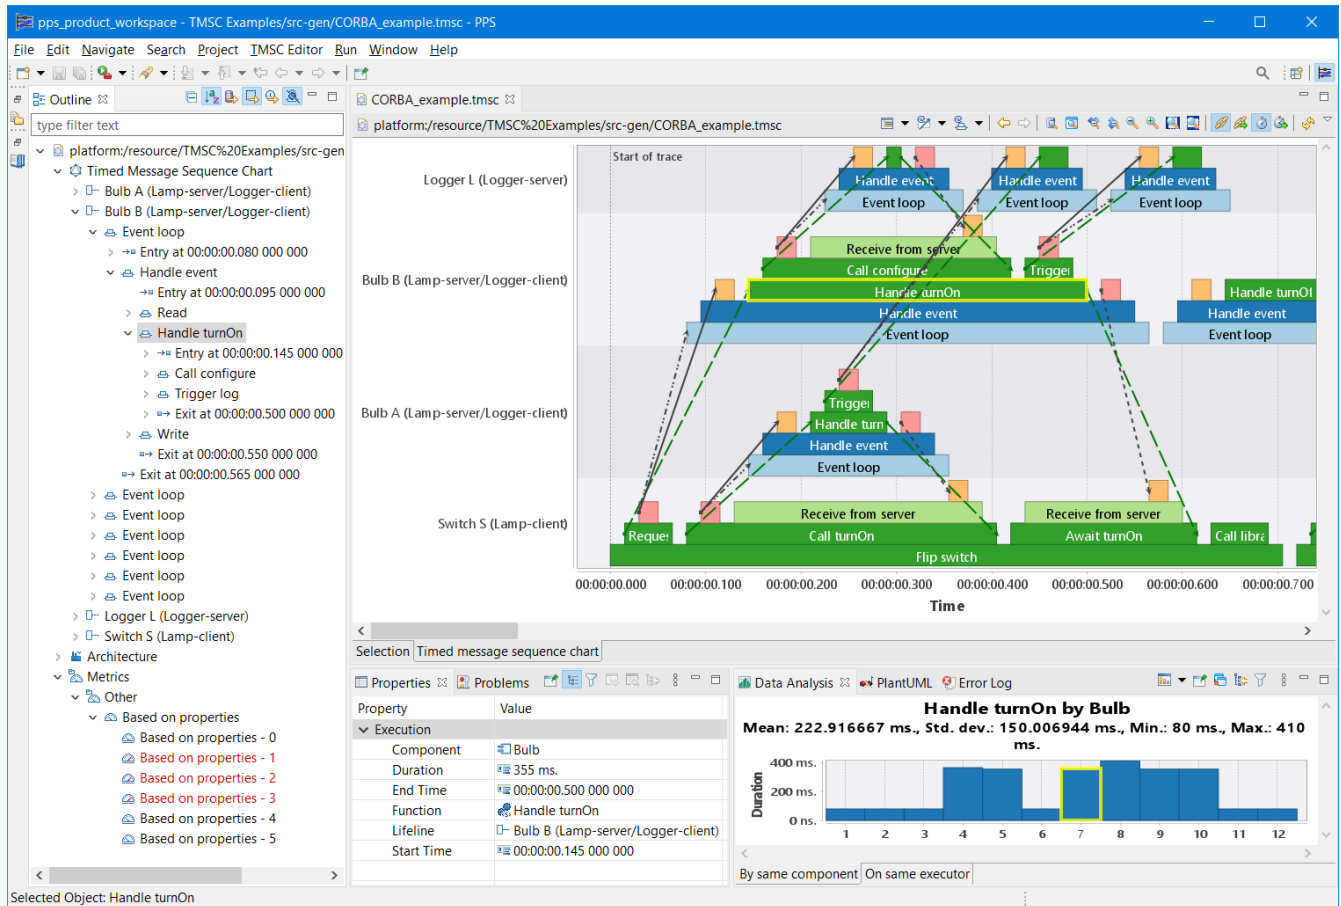 pps_product_workspace - TMSC Examples/src-gen/CORBA_example.tmsc - PPS
File Edit Navigate Search Project TMSC Editor Run Window Help
Outline
type filter text
platform:/resource/TMSC%20Examples/src-gen
Timed Message Sequence Chart
Bulb A (Lamp-server/Logger-client)
Bulb B (Lamp-server/Logger-client)
Event loop
Entry at 00:00:00.080 000 000
Handle event
Entry at 00:00:00.095 000 000
Read
Handle turnOn
Entry at 00:00:00.145 000 000
Call configure
Trigger log
Exit at 00:00:00.500 000 000
Write
Exit at 00:00:00.550 000 000
Exit at 00:00:00.565 000 000
Event loop
Event loop
Event loop
Event loop
Event loop
Event loop
Logger L (Logger-server)
Switch S (Lamp-client)
Architecture
Metrics
Other
Based on properties
Based on properties - 0
Based on properties - 1
Based on properties - 2
Based on properties - 3
Based on properties - 4
Based on properties - 5
CORBA_example.tmsc
platform:/resource/TMSC%20Examples/src-gen/CORBA_example.tmsc
Start of trace
Logger L (Logger-server)
Handle event Handle event Handle event
Event loop Event loop Event loop
Receive from server
Call configure Trigger
Bulb B (Lamp-server/Logger-client)
Handle turnOn Handle turnOf
Handle event Handle event
Event loop Event loop
Trigger
Bulb A (Lamp-server/Logger-client)
Handle turn
Handle event
Event loop
Receive from server Receive from server
Switch S (Lamp-client)
Reques Call turnOn Await turnOn Call libra
Flip switch
00:00:00.000 00:00:00.100 00:00:00.200 00:00:00.300 00:00:00.400 00:00:00.500 00:00:00.600 00:00:00.700
Time
Selection Timed message sequence chart
Properties Problems
Property Value
Execution
Component Bulb
Duration 355 ms.
End Time 00:00:00.500 000 000
Function Handle turnOn
Lifeline Bulb B (Lamp-server/Logger-client)
Start Time 00:00:00.145 000 000
Data Analysis PlantUML Error Log
Handle turnOn by Bulb
Mean: 222.916667 ms., Std. dev.: 150.006944 ms., Min.: 80 ms., Max.: 410
ms.
Duration
400 ms.
200 ms.
0 ns.
1 2 3 4 5 6 7 8 9 10 11 12
By same component On same executor
Selected Object: Handle turnOn